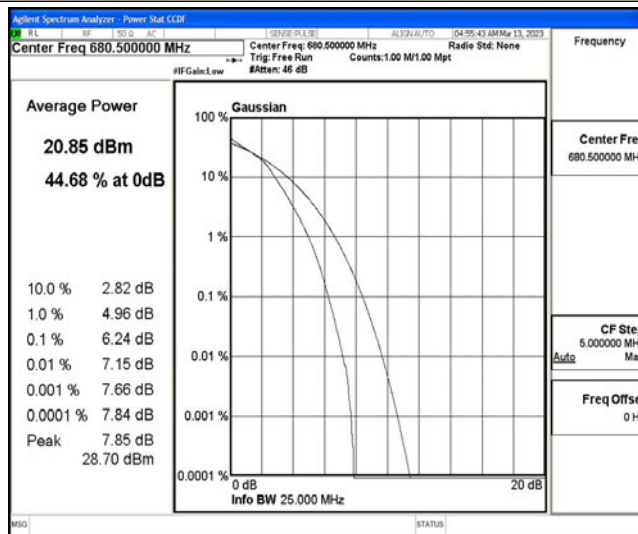 Agilent Spectrum Analyzer - Power Stat CCDF
RL RF 50 Ω AC SENSE:PULSE ALIGN AUTO 04:55:43 AM Mar 13, 2023
Center Freq 680.500000 MHz
Center Freq: 680.500000 MHz Radio Std: None
Trig: Free Run Counts:1.00 M/1.00 Mpt
#IFGain:Low #Atten: 46 dB
Frequency
Center Fre
680.500000 MH
CF Ste
5.000000 MH
Auto Ma
Freq Offse
0 H
Average Power
20.85 dBm
44.68 % at 0dB
10.0 % 2.82 dB
1.0 % 4.96 dB
0.1 % 6.24 dB
0.01 % 7.15 dB
0.001 % 7.66 dB
0.0001 % 7.84 dB
Peak 7.85 dB
28.70 dBm
Gaussian
100 %
10 %
1 %
0.1 %
0.01 %
0.001 %
0.0001 %
0 dB 20 dB
Info BW 25.000 MHz
MSG STATUS